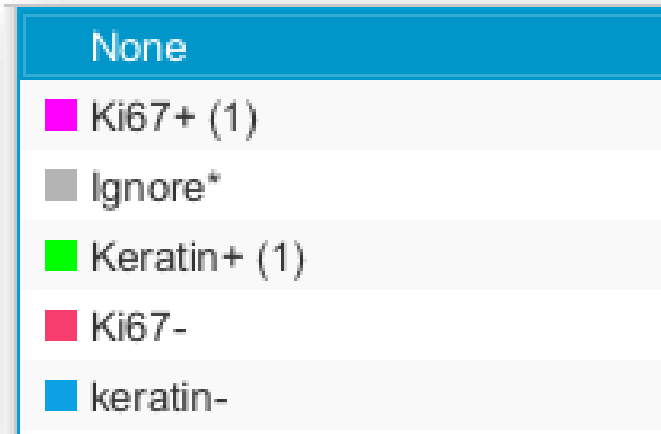 None
Ki67+ (1)
Ignore*
Keratin+ (1)
Ki67-
keratin-